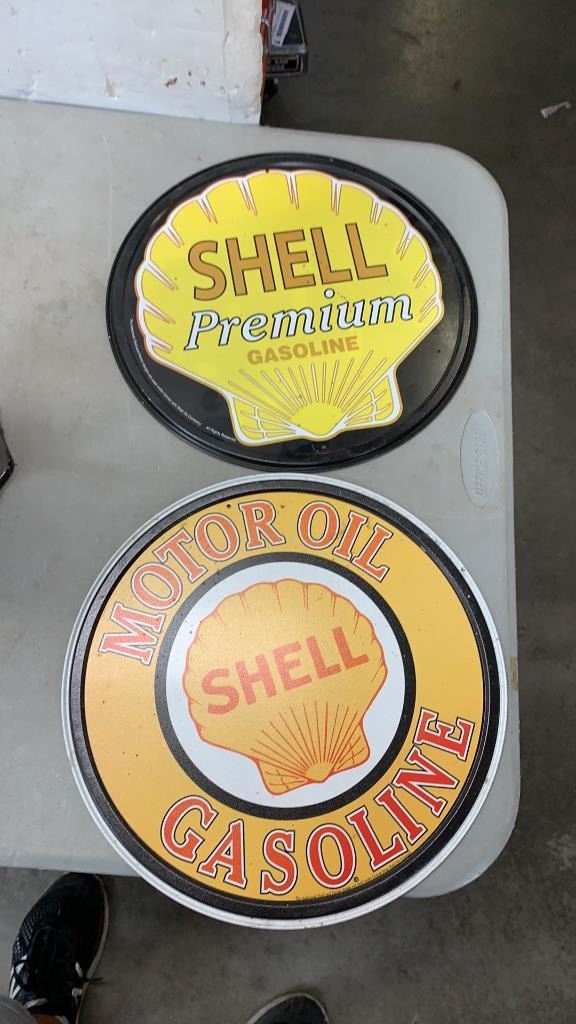 SHELL
Premium
GASOLINE
MOTOR OIL
SHELL
GASOLINE